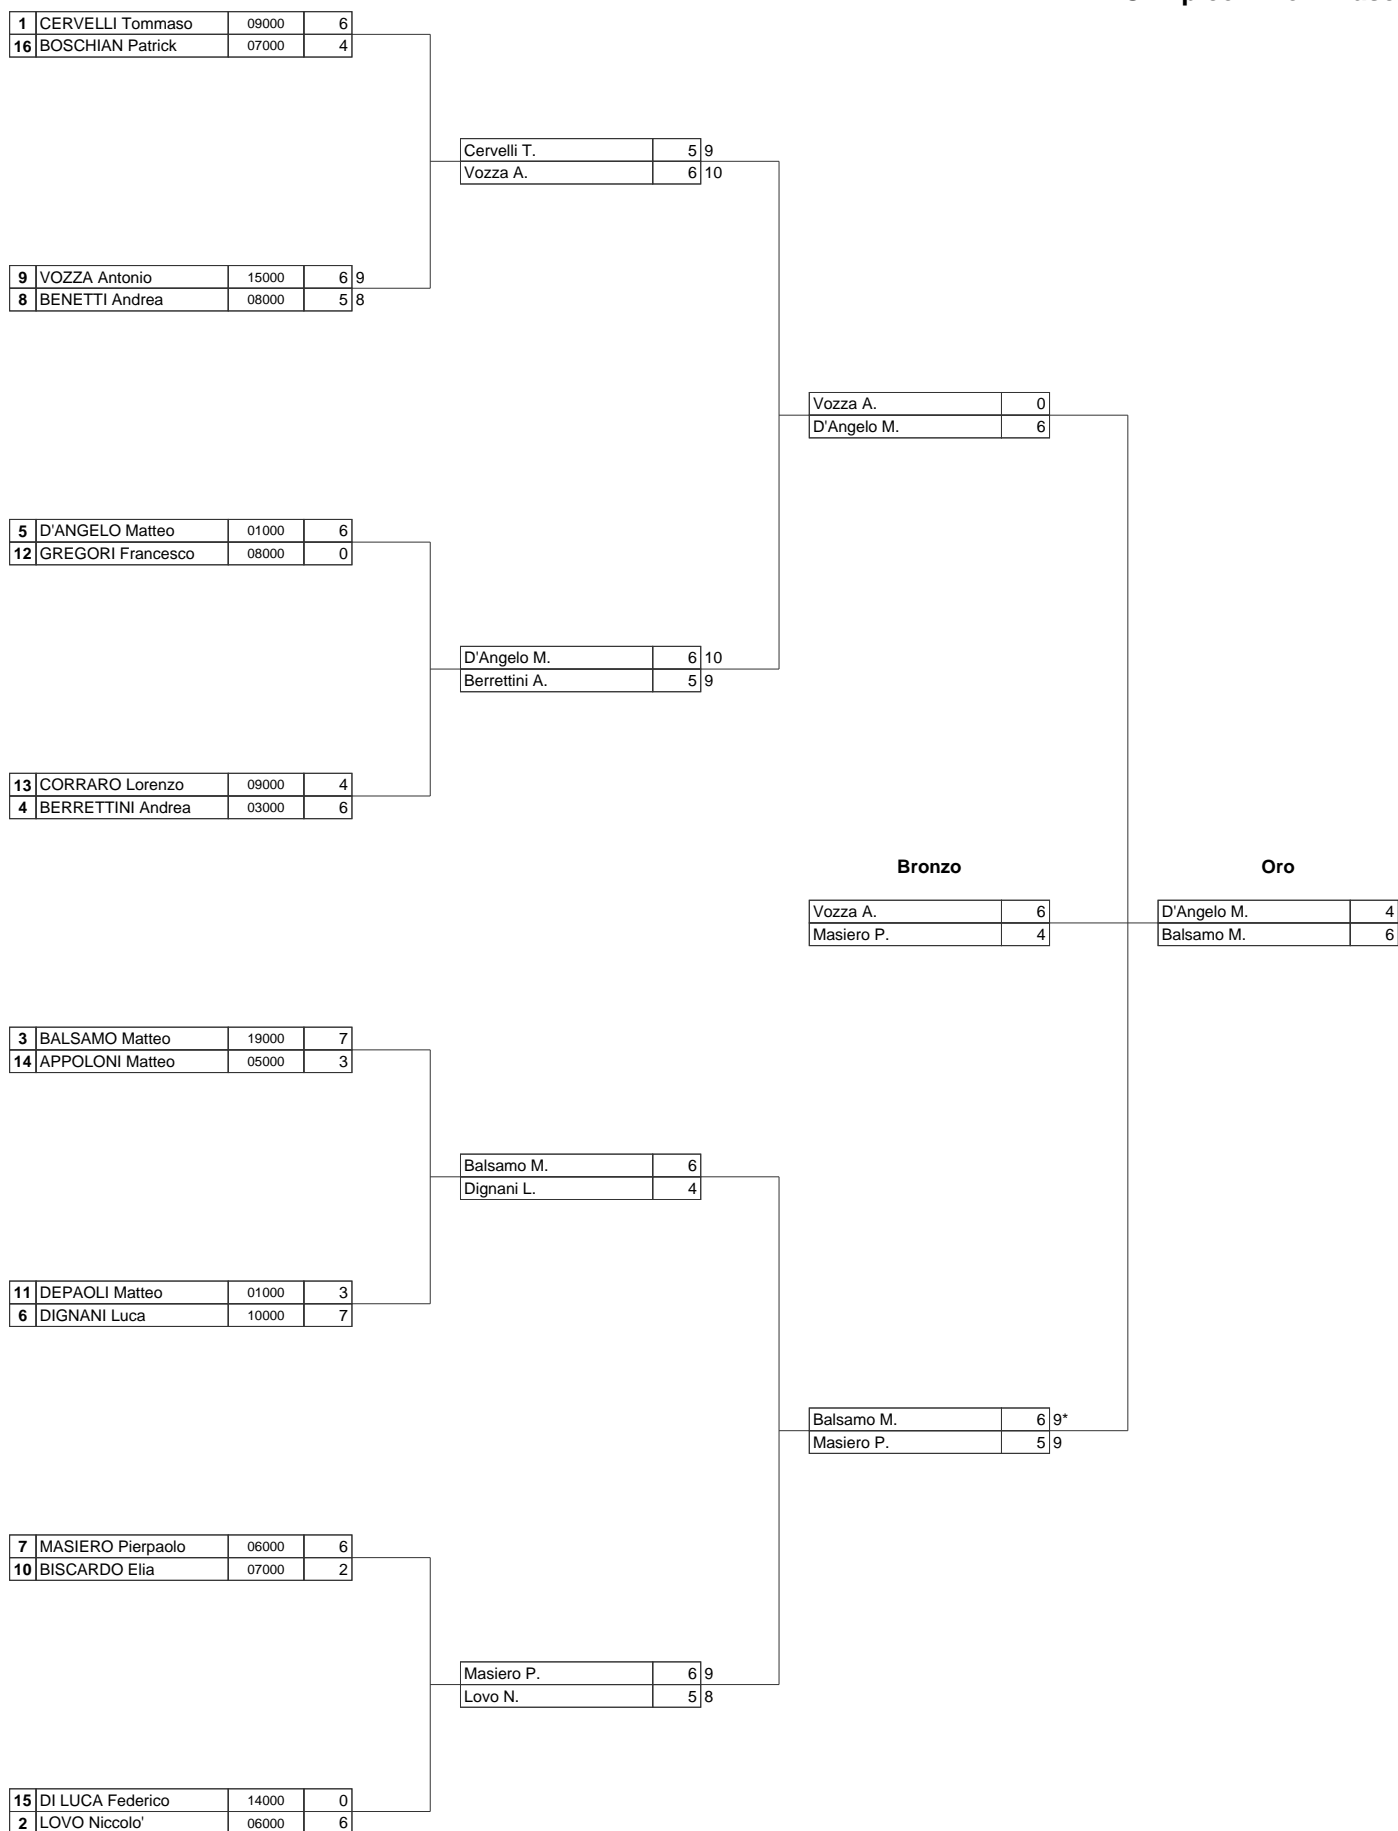 1 CERVELLI Tommaso 09000 6
16 BOSCHIAN Patrick 07000 4
Cervelli T. 5 9
Vozza A. 6 10
9 VOZZA Antonio 15000 6 9
8 BENETTI Andrea 08000 5 8
Vozza A. 0
D'Angelo M. 6
5 D'ANGELO Matteo 01000 6
12 GREGORI Francesco 08000 0
D'Angelo M. 6 10
Berrettini A. 5 9
13 CORRARO Lorenzo 09000 4
4 BERRETTINI Andrea 03000 6
Bronzo Oro
Vozza A. 6 D'Angelo M. 4
Masiero P. 4 Balsamo M. 6
3 BALSAMO Matteo 19000 7
14 APPOLONI Matteo 05000 3
Balsamo M. 6
Dignani L. 4
11 DEPAOLI Matteo 01000 3
6 DIGNANI Luca 10000 7
Balsamo M. 6 9*
Masiero P. 5 9
7 MASIERO Pierpaolo 06000 6
10 BISCARDO Elia 07000 2
Masiero P. 6 9
Lovo N. 5 8
15 DI LUCA Federico 14000 0
2 LOVO Niccolo' 06000 6